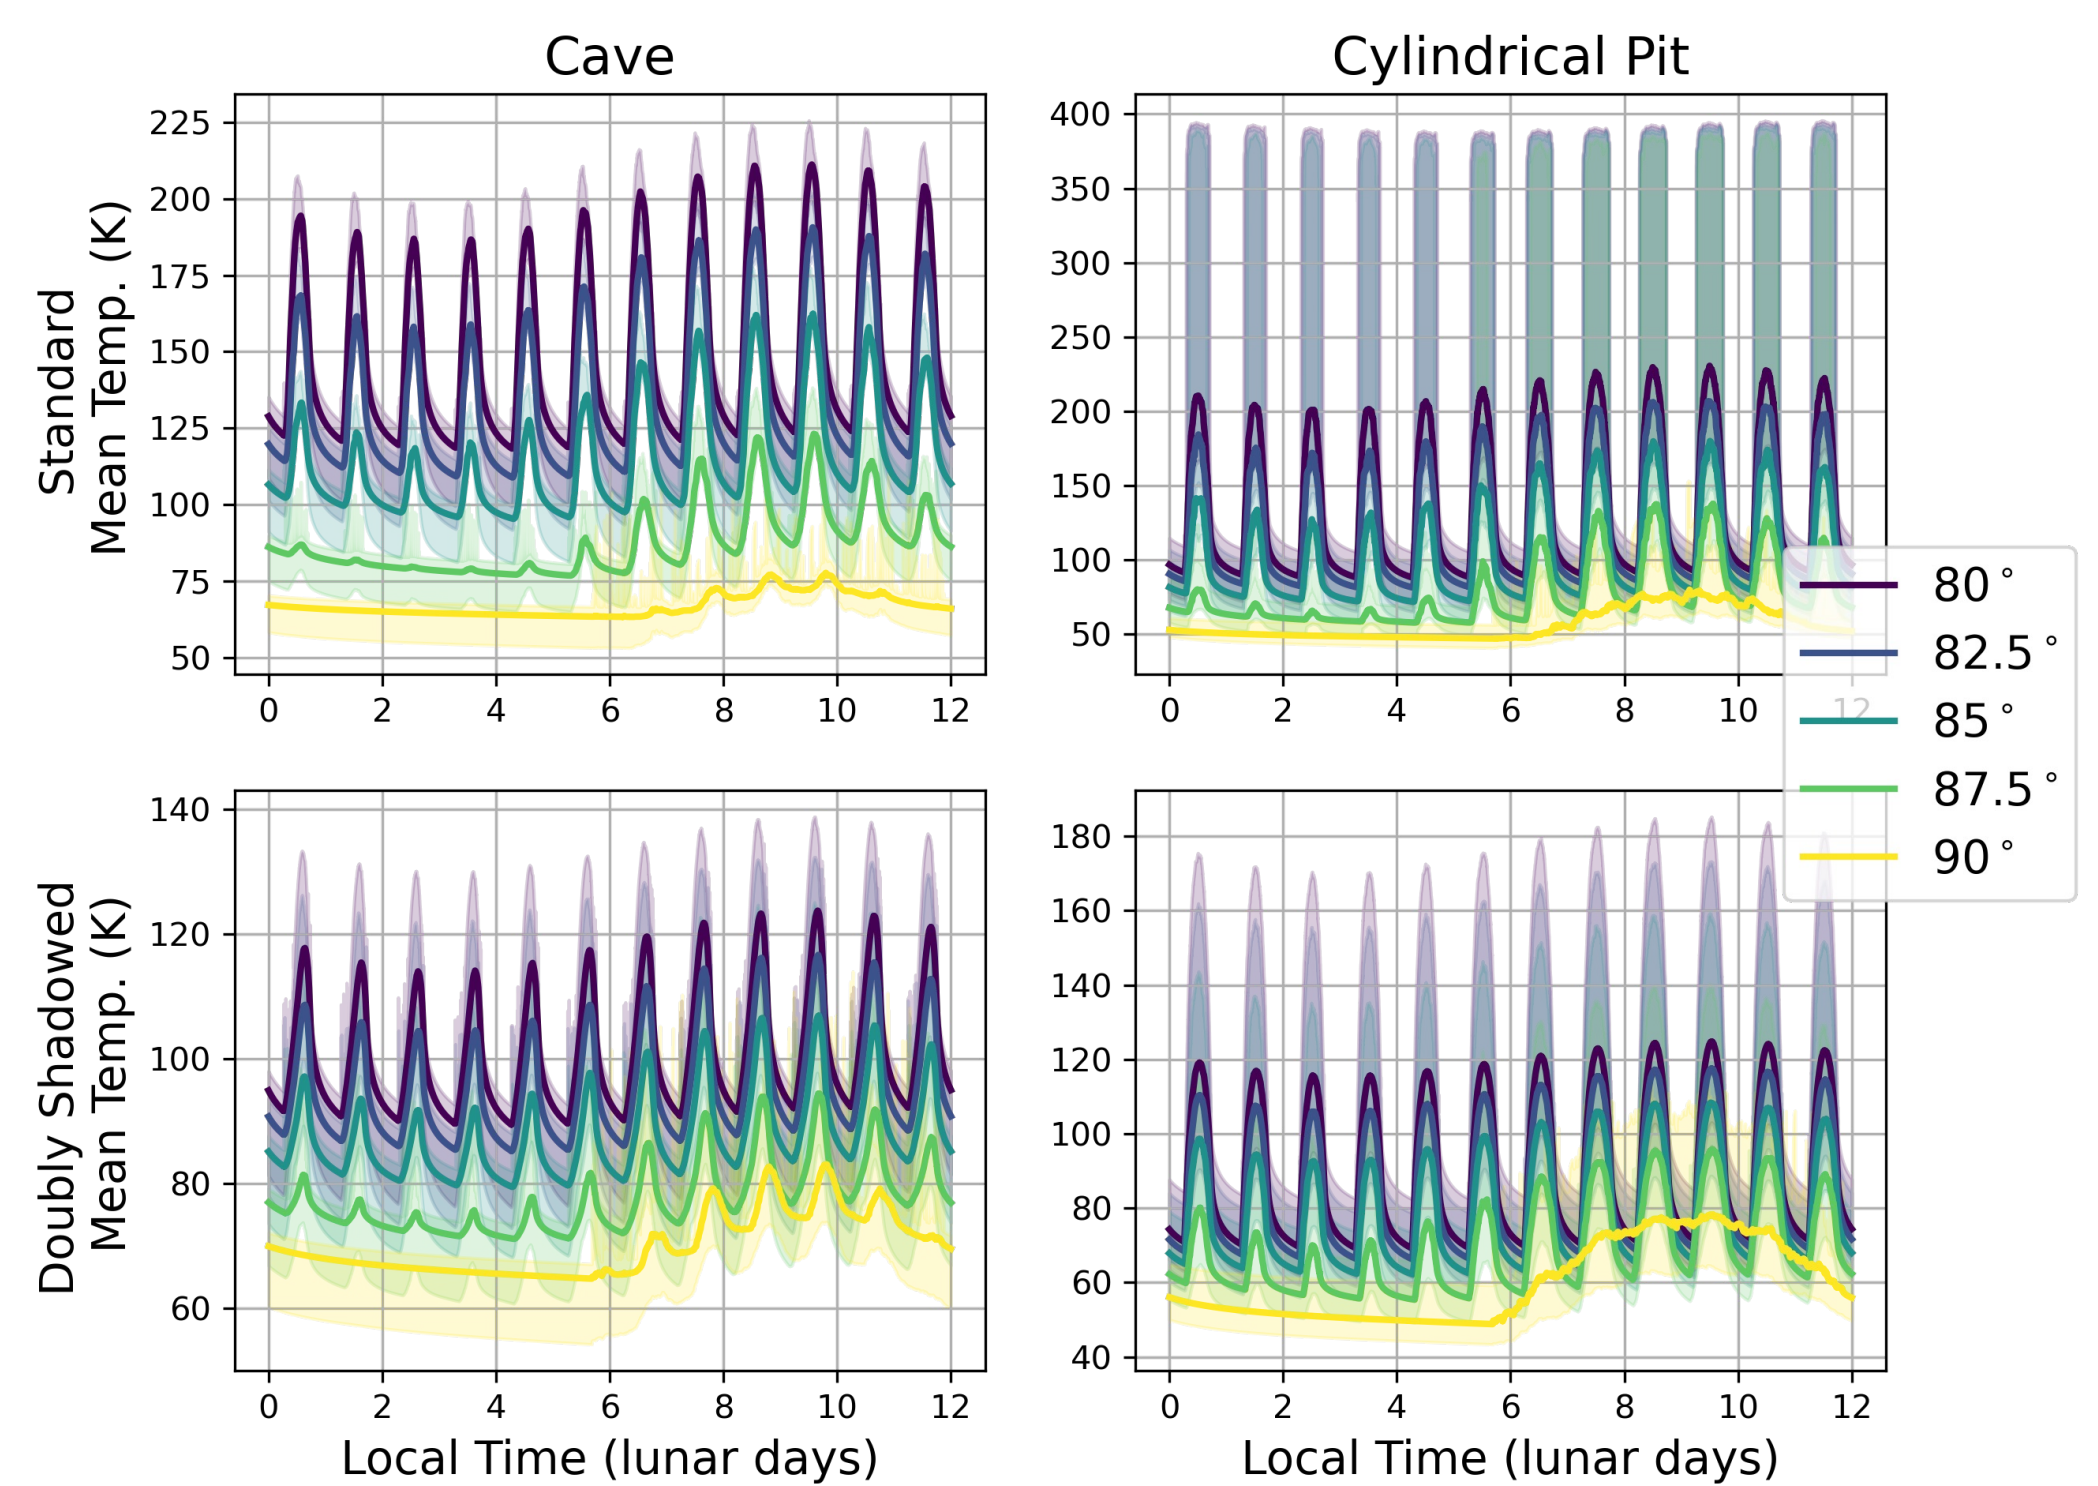 Cave
Cylindrical Pit
Standard
Mean Temp. (K)
225
200
175
150
125
100
75
50
0 2 4 6 8 10 12
400
350
300
250
200
150
100
50
0 2 4 6 8 10 12
80°
82.5°
85°
87.5°
90°
Doubly Shadowed
Mean Temp. (K)
140
120
100
80
60
0 2 4 6 8 10 12
Local Time (lunar days)
180
160
140
120
100
80
60
40
0 2 4 6 8 10 12
Local Time (lunar days)